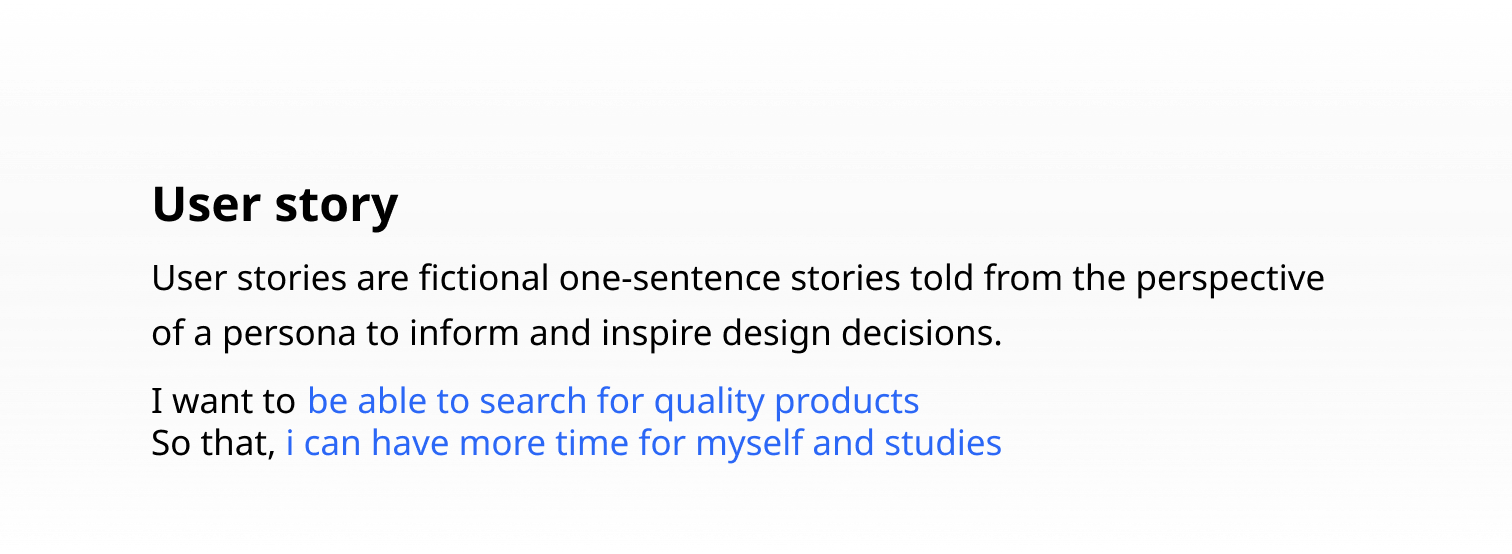 User story
User stories are fictional one-sentence stories told from the perspective
of a persona to inform and inspire design decisions.
I want to be able to search for quality products
So that, i can have more time for myself and studies